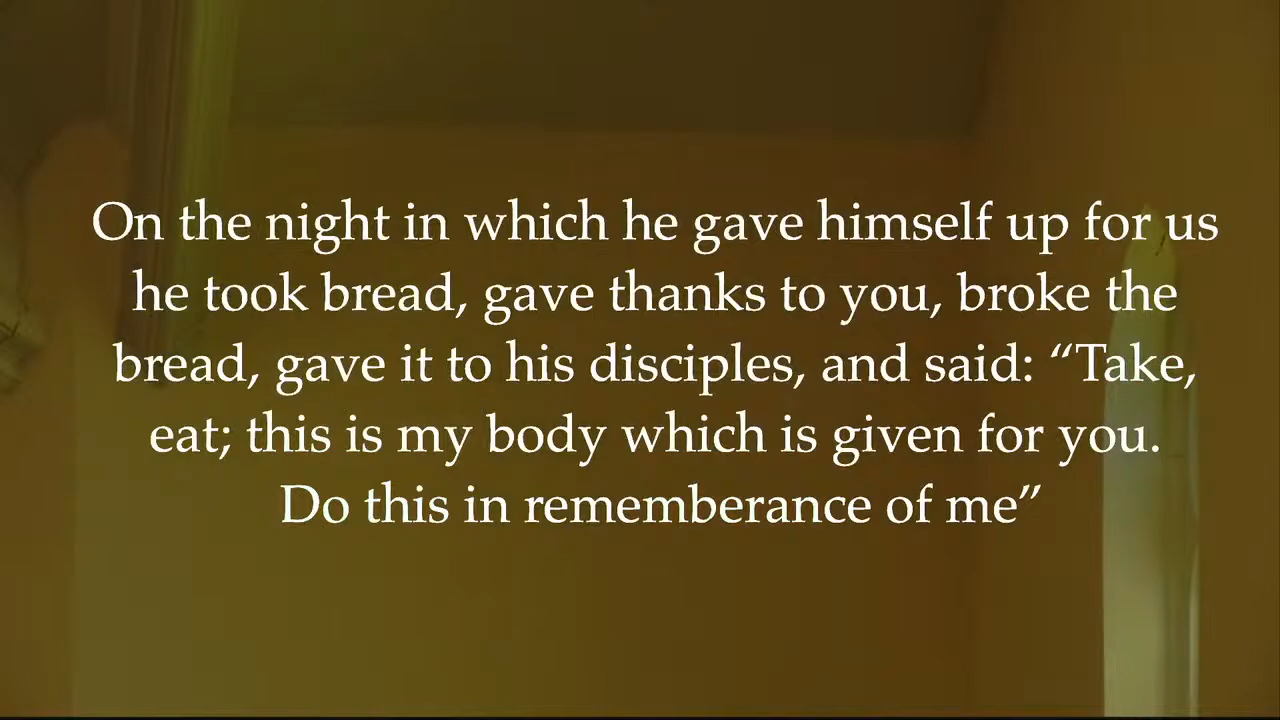 On the night in which he gave himself up for us
he took bread, gave thanks to you, broke the
bread, gave it to his disciples, and said: “Take,
eat; this is my body which is given for you.
Do this in rememberance of me”